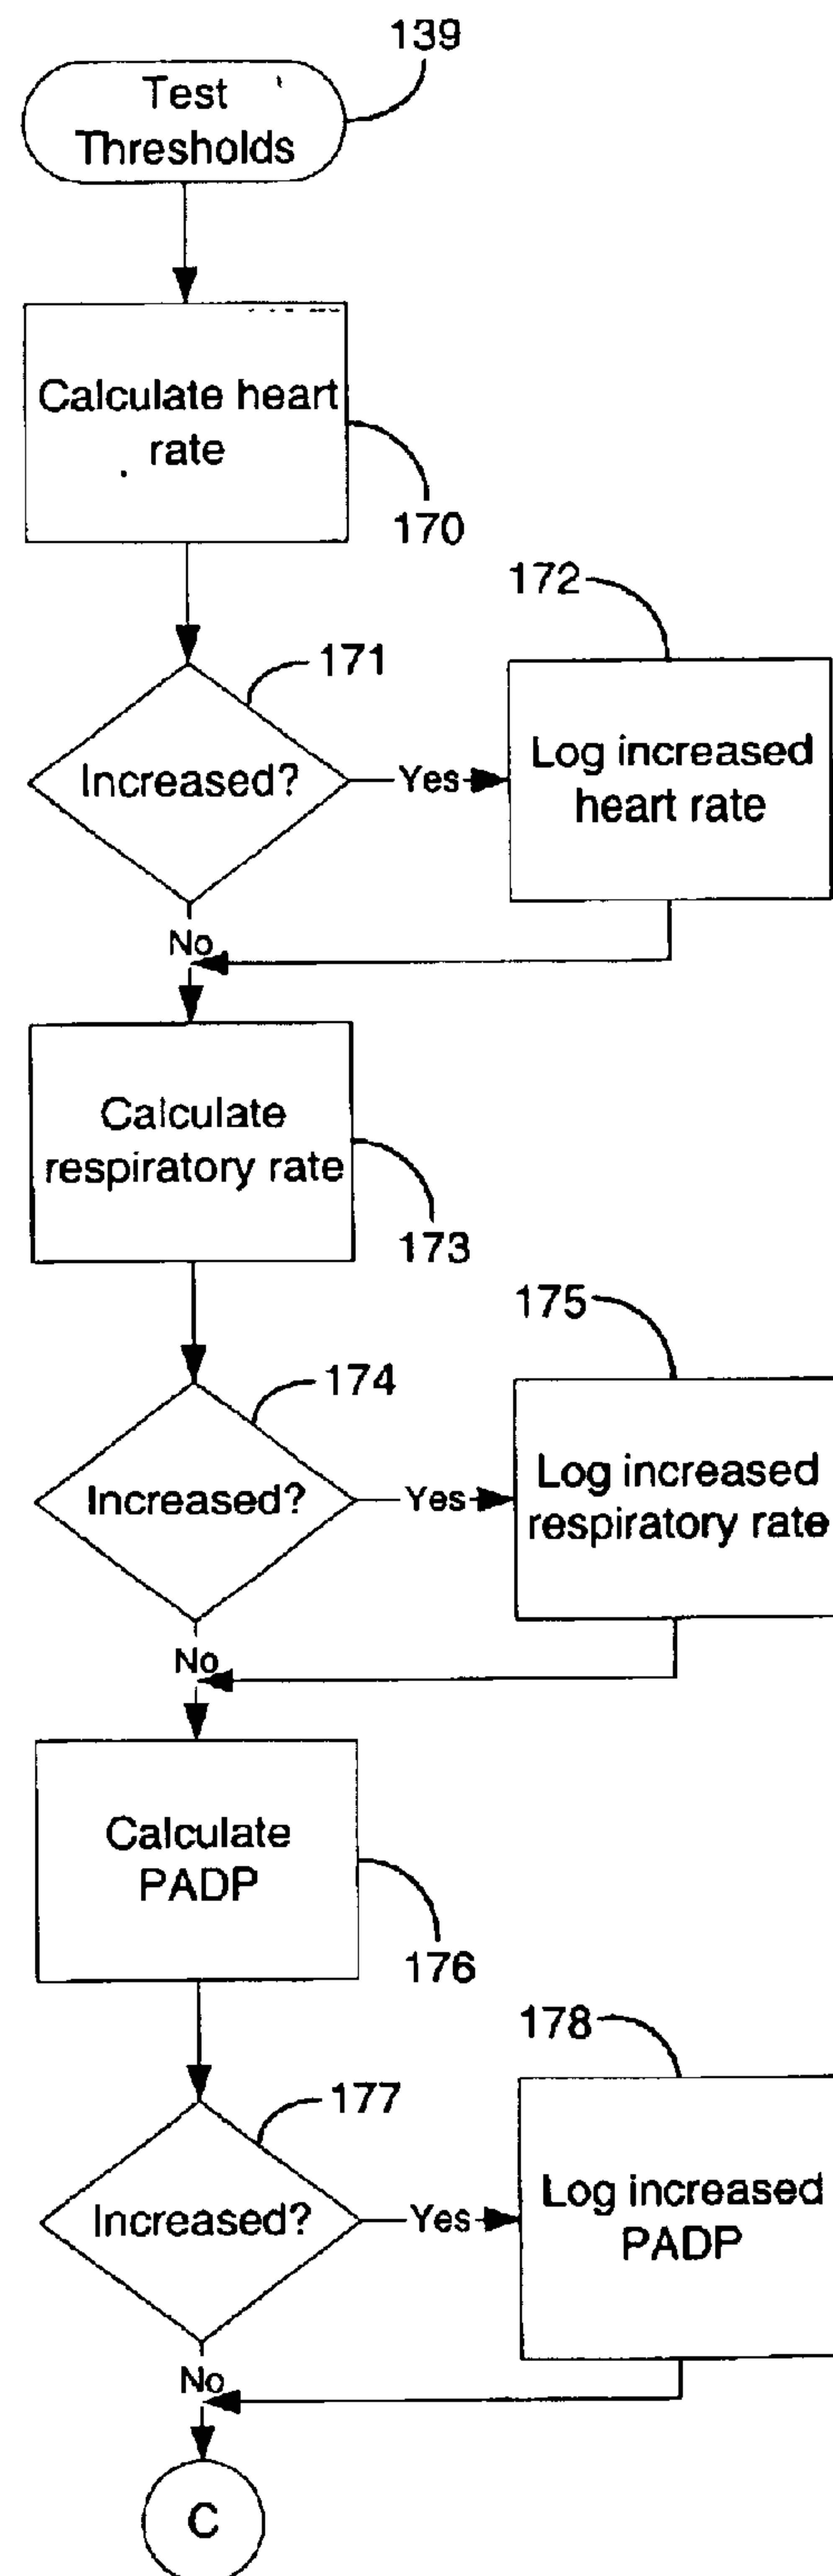 139
Test
Thresholds
Calculate heart
rate
170
172
171
Increased?
Yes
Log increased
heart rate
No
Calculate
respiratory rate
173
175
174
Increased?
Yes
Log increased
respiratory rate
No
Calculate
PADP
176
178
177
Increased?
Yes
Log increased
PADP
No
C